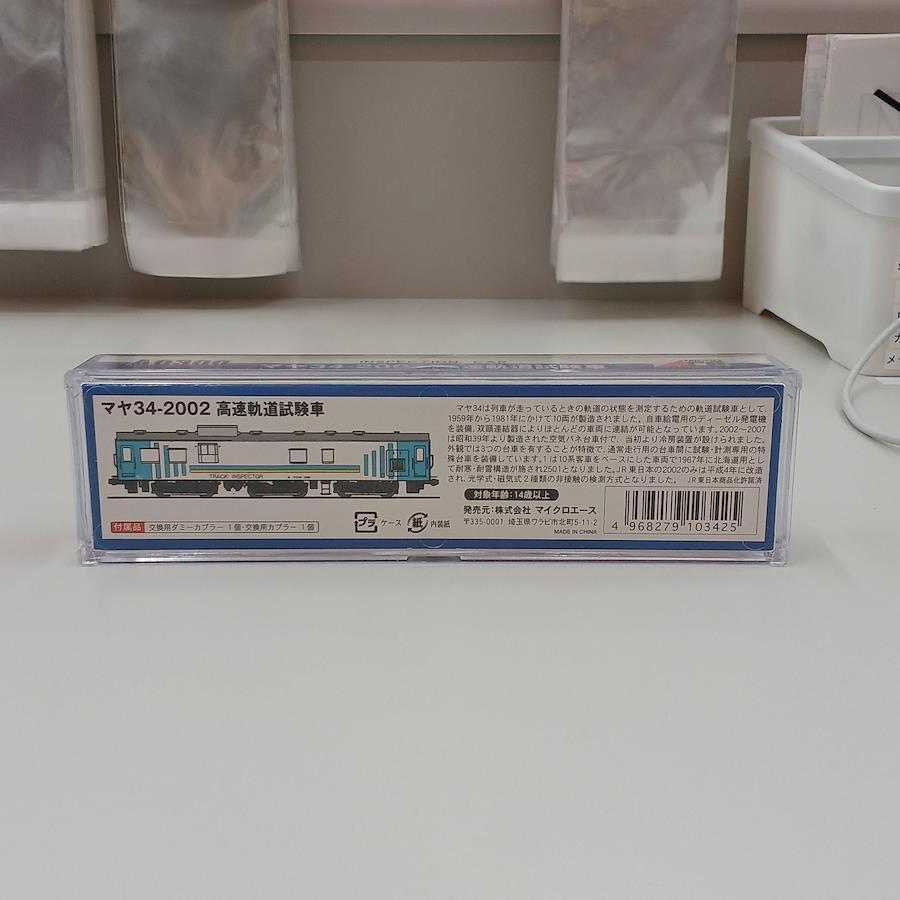 A0300
INSPECTION CAR
マヤ34-2002 高速軌道試験車
マヤ34-2002 高速軌道試験車
TRACK INSPECTOR
付属品 交換用ダミーカプラー 1個・交換用カプラー 1個
マヤ34は列車が走っているときの軌道の状態を測定するための軌道試験車として、
1959年から1981年にかけて10両が製造されました。自車給電用のディーゼル発電機
を装備、双頭連結器によりほとんどの車両に連結が可能となっています。2002〜2007
は昭和39年より製造された空気バネ台車付で、当初より冷房装置が設けられました。
外観では3つの台車を有することが特徴で、通常走行用の台車間に試験・計測専用の特
殊台車を装備しています。1は10系客車をベースにした車両で1967年に北海道用とし
て耐寒・耐雪構造が施され2501となりました。JR東日本の2002のみは平成4年に改造
され、光学式・磁気式2種類の非接触の検測方式となりました。 JR東日本商品化許諾済
対象年齢:14歳以上
プラ ケース 紙 内装紙
発売元:株式会社 マイクロエース
〒335-0001 埼玉県ワラビ市北町5-11-2
MADE IN CHINA
4 968279 103425